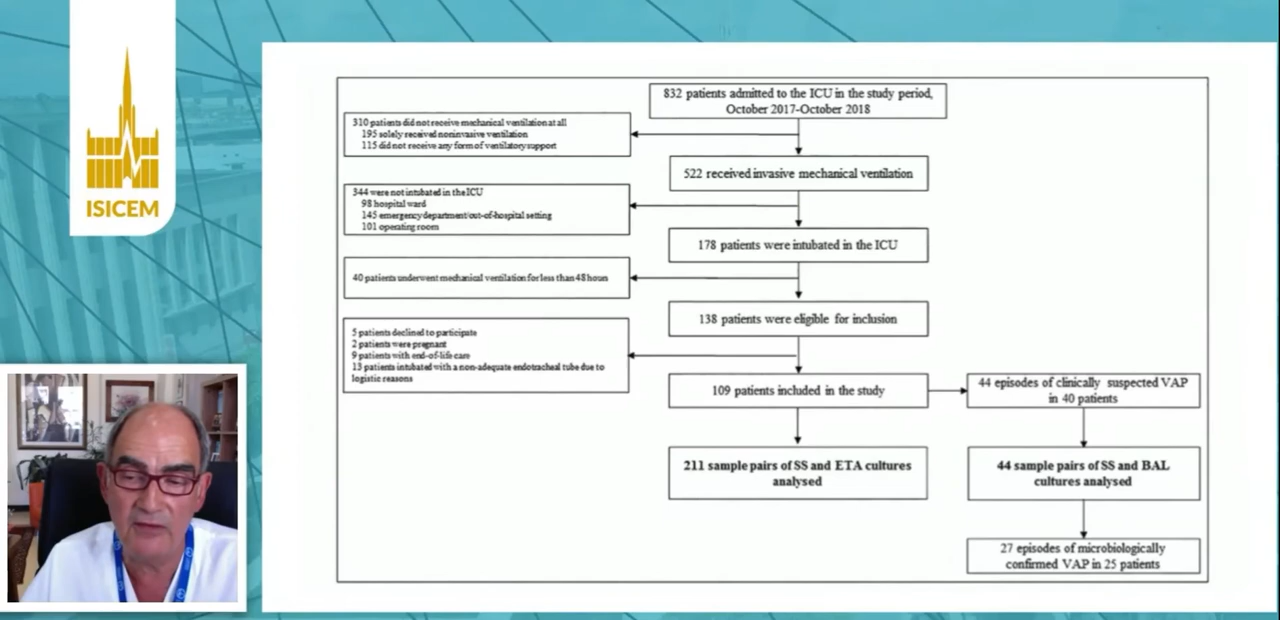 ISICEM
832 patients admitted to the ICU in the study period,
October 2017-October 2018
310 patients did not receive mechanical ventilation at all
195 solely received noninvasive ventilation
115 did not receive any form of ventilatory support
522 received invasive mechanical ventilation
344 were not intubated in the ICU
98 hospital ward
145 emergency department/out-of-hospital setting
101 operating room
178 patients were intubated in the ICU
40 patients underwent mechanical ventilation for less than 48 hours
138 patients were eligible for inclusion
5 patients declined to participate
2 patients were pregnant
9 patients with end-of-life care
13 patients intubated with a non-adequate endotracheal tube due to
logistic reasons
109 patients included in the study
44 episodes of clinically suspected VAP
in 40 patients
211 sample pairs of SS and ETA cultures
analysed
44 sample pairs of SS and BAL
cultures analysed
27 episodes of microbiologically
confirmed VAP in 25 patients